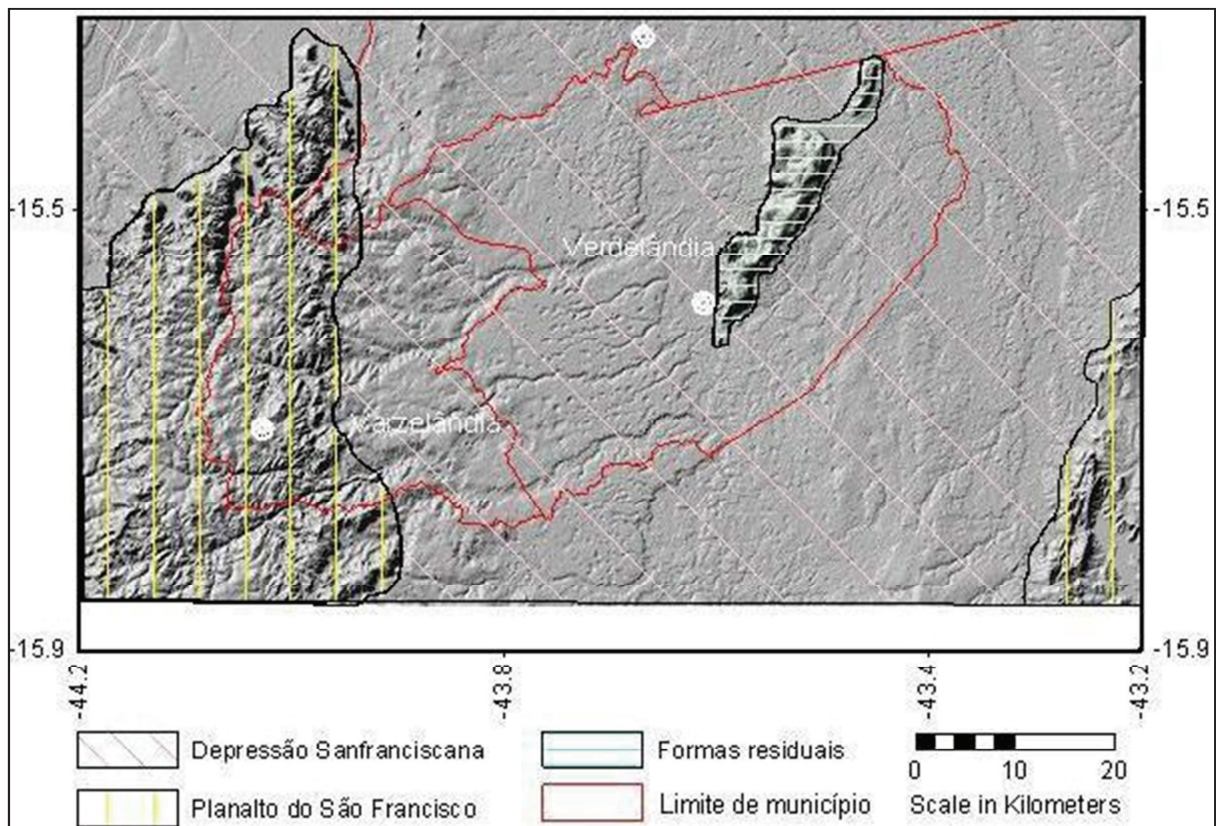 -15.5 -15.5
Verdelândia
Varzelândia
-15.9 -15.9
-44.2 -43.8 -43.4 -43.2
Depressão Sanfranciscana Formas residuais
0 10 20
Planalto do São Francisco Limite de município Scale in Kilometers